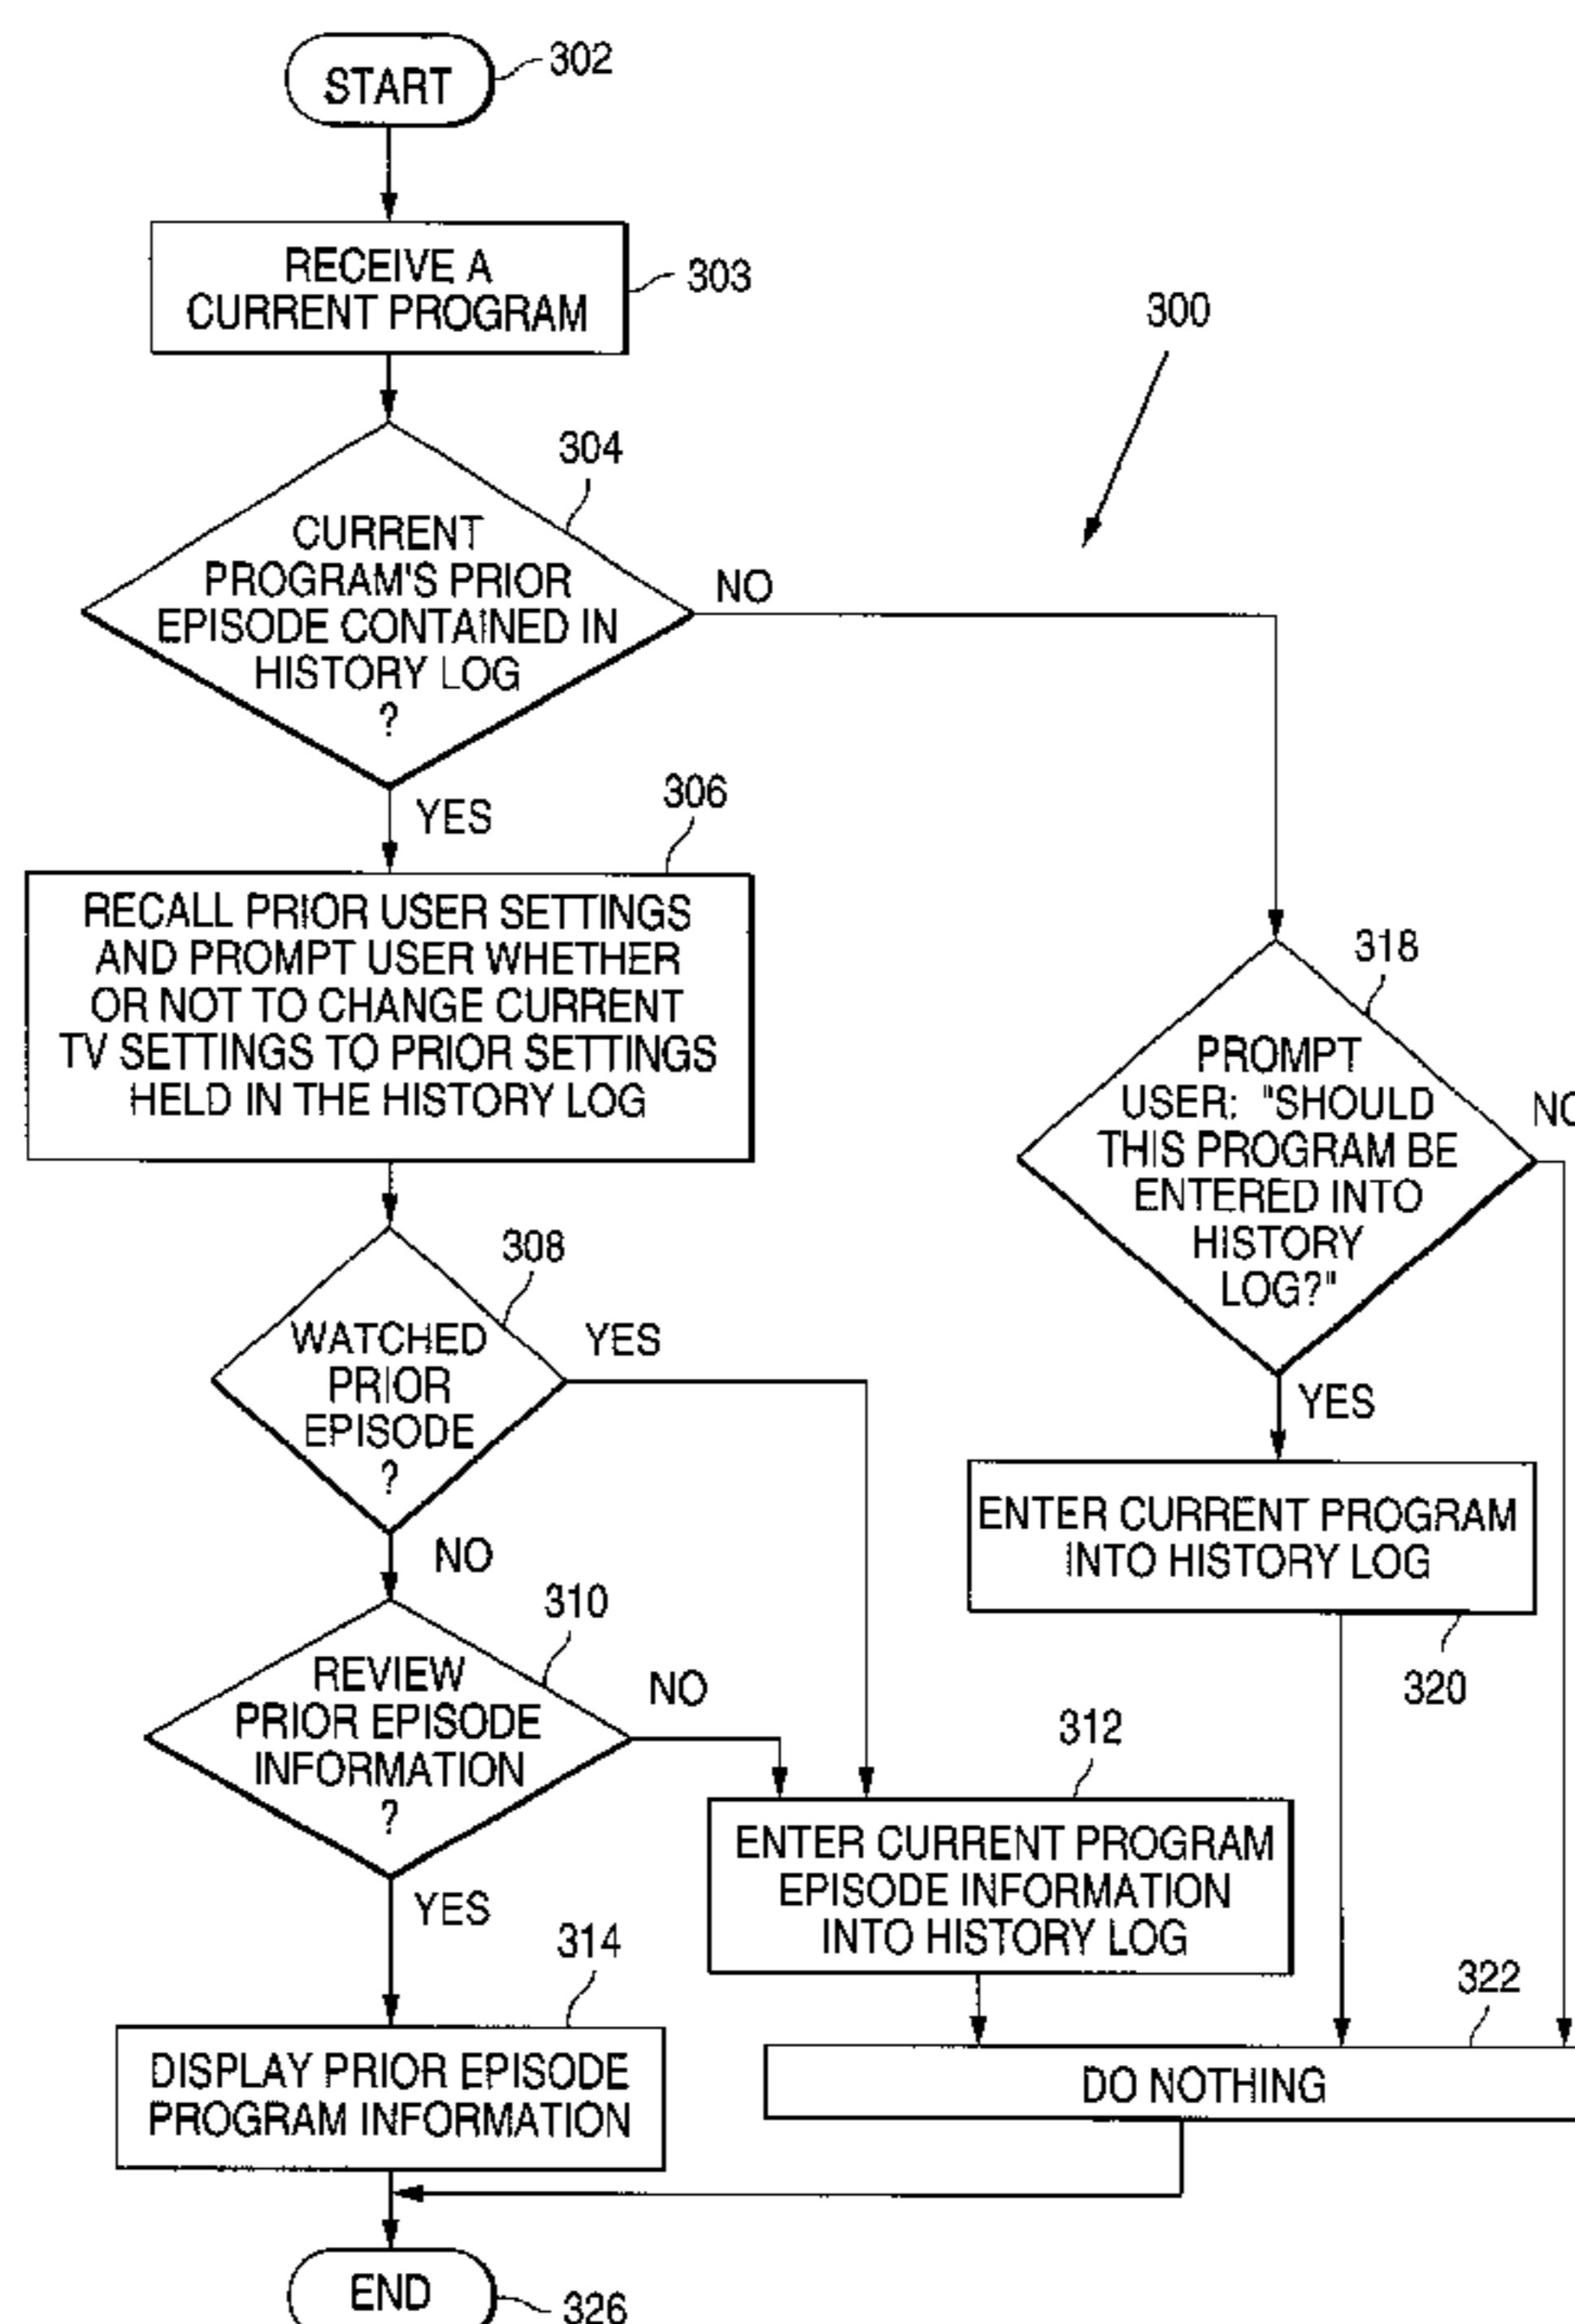 START
302
RECEIVE A
CURRENT PROGRAM
303
300
304
CURRENT
PROGRAM'S PRIOR
EPISODE CONTAINED IN
HISTORY LOG
?
NO
YES
306
RECALL PRIOR USER SETTINGS
AND PROMPT USER WHETHER
OR NOT TO CHANGE CURRENT
TV SETTINGS TO PRIOR SETTINGS
HELD IN THE HISTORY LOG
318
PROMPT
USER: "SHOULD
THIS PROGRAM BE
ENTERED INTO
HISTORY
LOG?"
NO
YES
308
WATCHED
PRIOR
EPISODE
?
YES
NO
ENTER CURRENT PROGRAM
INTO HISTORY LOG
320
310
REVIEW
PRIOR EPISODE
INFORMATION
?
NO
YES
312
ENTER CURRENT PROGRAM
EPISODE INFORMATION
INTO HISTORY LOG
314
DISPLAY PRIOR EPISODE
PROGRAM INFORMATION
322
DO NOTHING
END
326